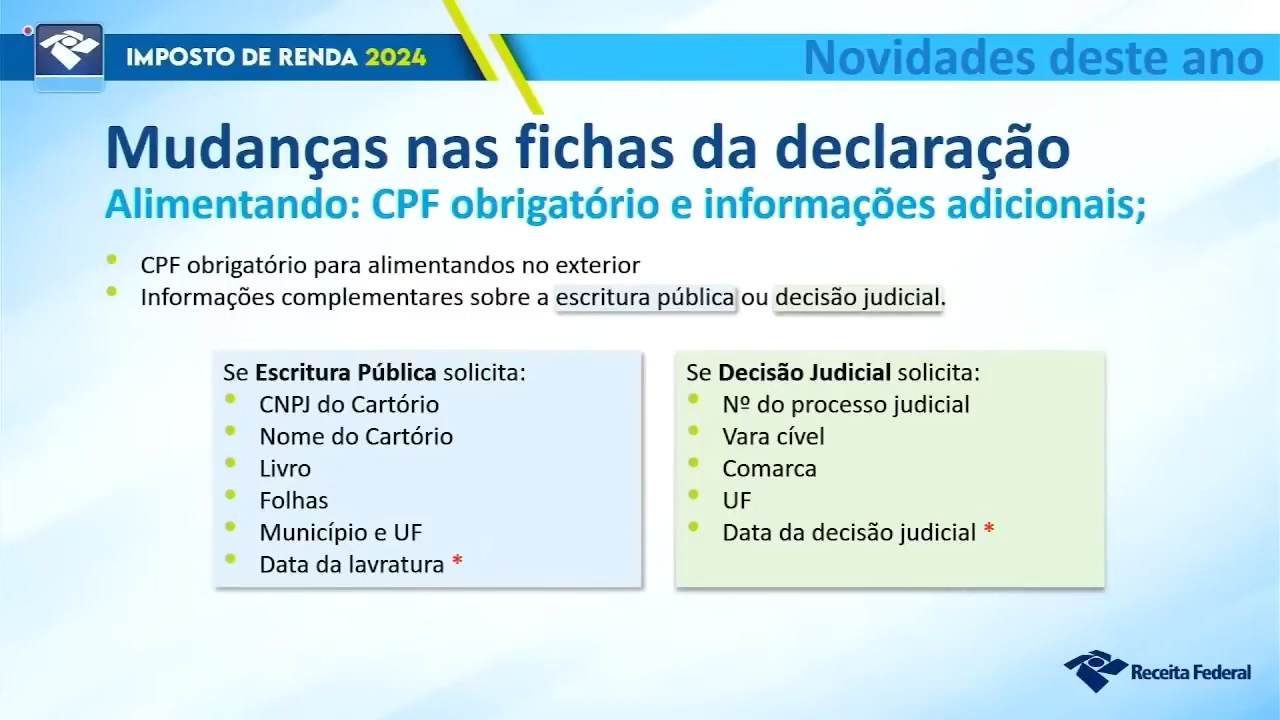 IMPOSTO DE RENDA 2024
Novidades deste ano
Mudanças nas fichas da declaração
Alimentando: CPF obrigatório e informações adicionais;
• CPF obrigatório para alimentandos no exterior
• Informações complementares sobre a escritura pública ou decisão judicial.
Se Escritura Pública solicita:
• CNPJ do Cartório
• Nome do Cartório
• Livro
• Folhas
• Município e UF
• Data da lavratura *
Se Decisão Judicial solicita:
• Nº do processo judicial
• Vara cível
• Comarca
• UF
• Data da decisão judicial *
Receita Federal